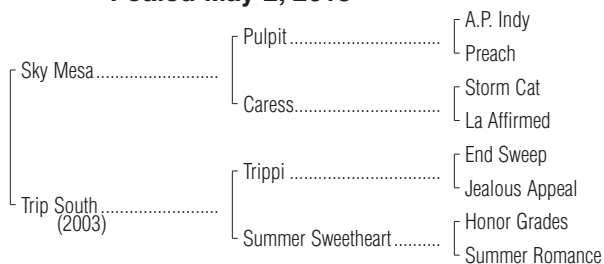 A.P. Indy
Pulpit
Preach
Sky Mesa
Storm Cat
Caress
La Affirmed
End Sweep
Trippi
Jealous Appeal
Trip South
(2003)
Honor Grades
Summer Sweetheart
Summer Romance